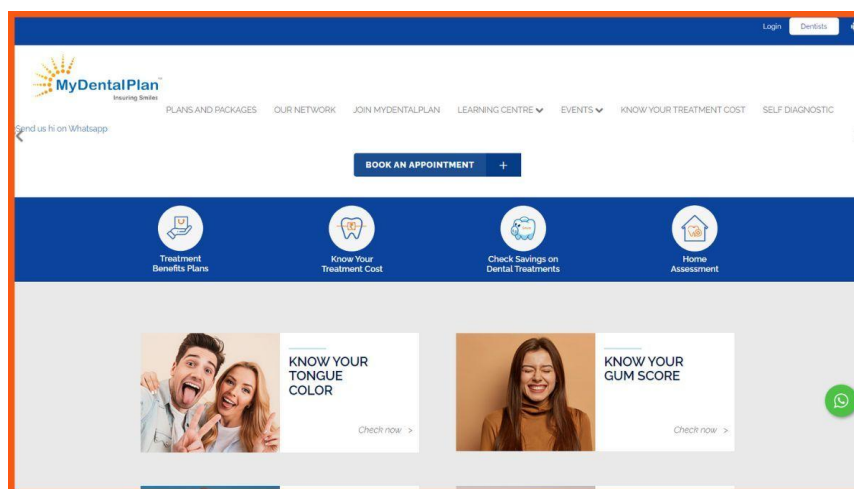 Login Dentists
MyDentalPlan
Insuring Smiles
PLANS AND PACKAGES OUR NETWORK JOIN MYDENTALPLAN LEARNING CENTRE EVENTS KNOW YOUR TREATMENT COST SELF DIAGNOSTIC
Send us hi on Whatsapp
BOOK AN APPOINTMENT +
Treatment
Benefits Plans
Know Your
Treatment Cost
Check Savings on
Dental Treatments
Home
Assessment
KNOW YOUR
TONGUE
COLOR
Check now >
KNOW YOUR
GUM SCORE
Check now >